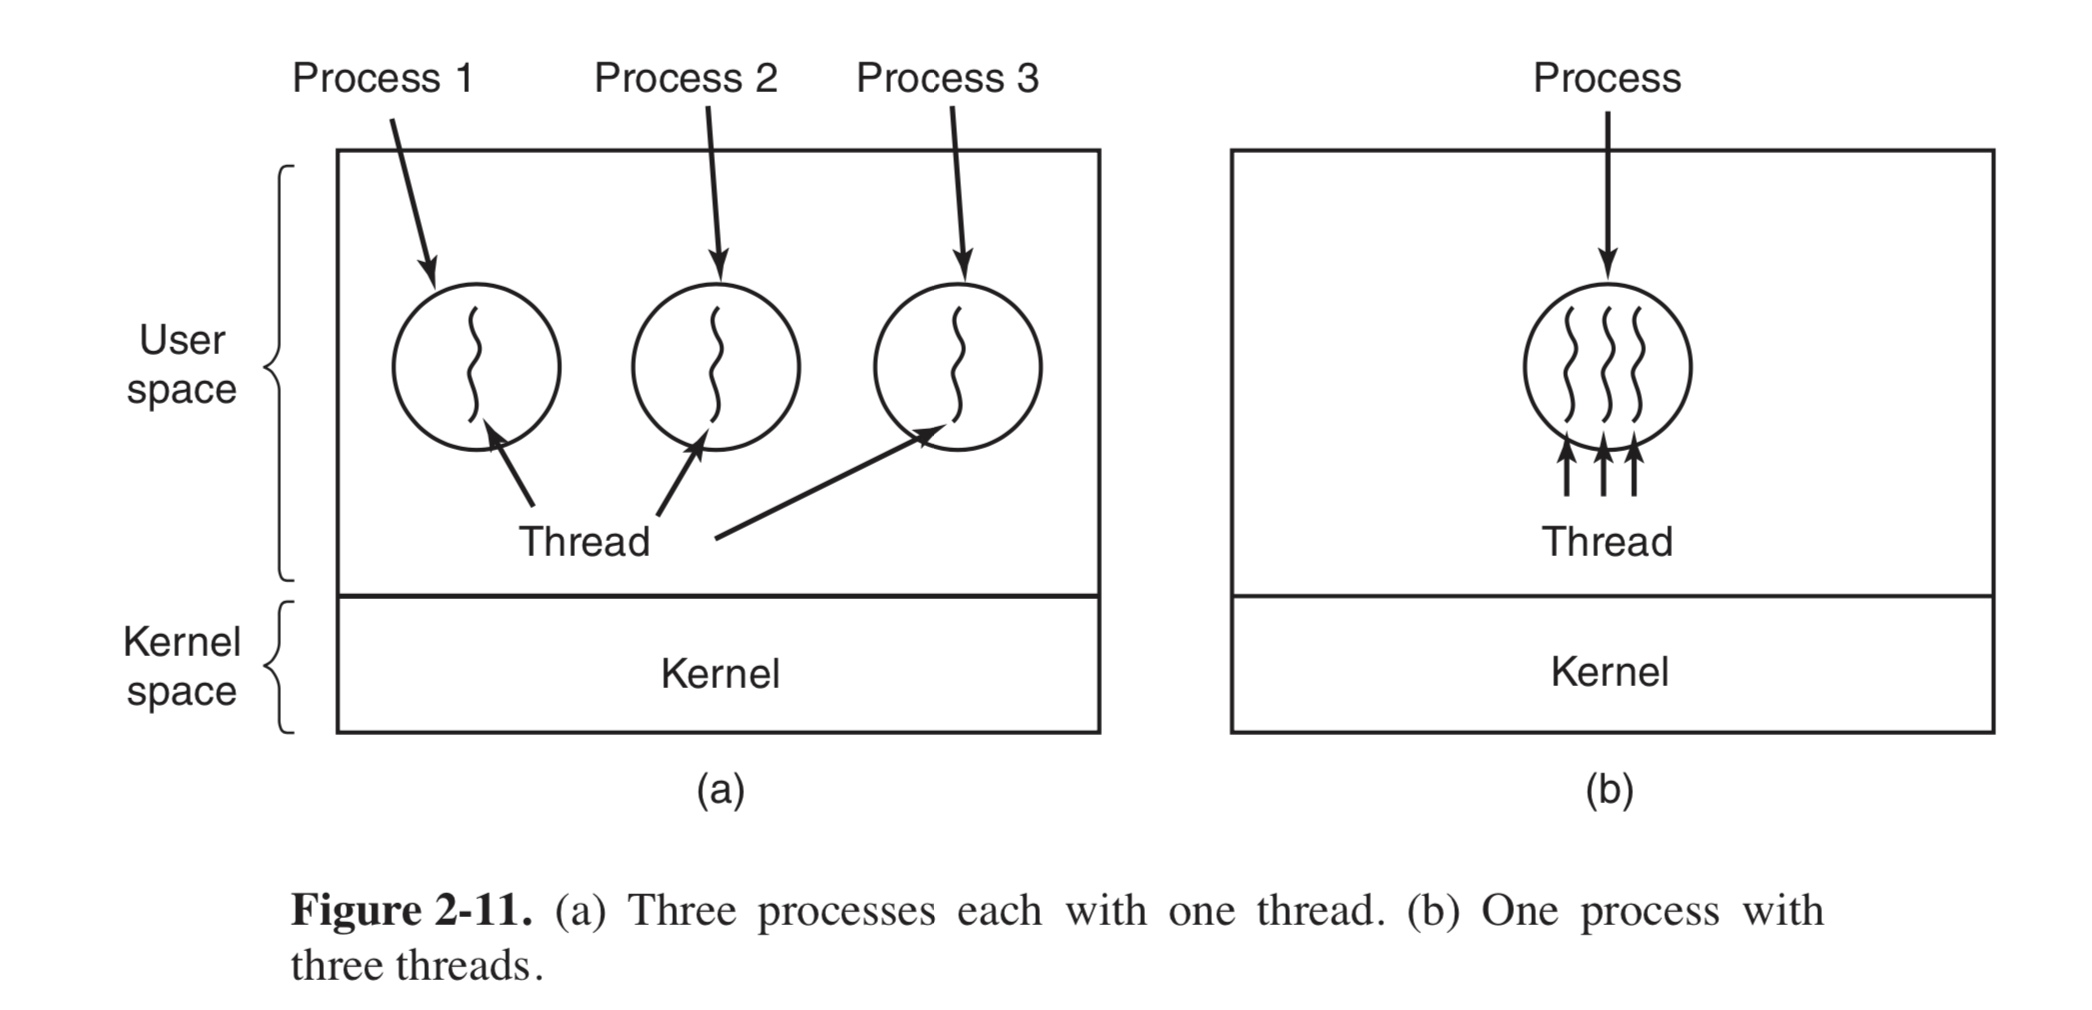 Process 1
Process 2
Process 3
Process
User
space
Thread
Thread
Kernel
space
Kernel
Kernel
(a)
(b)
Figure 2-11. (a) Three processes each with one thread. (b) One process with
three threads.